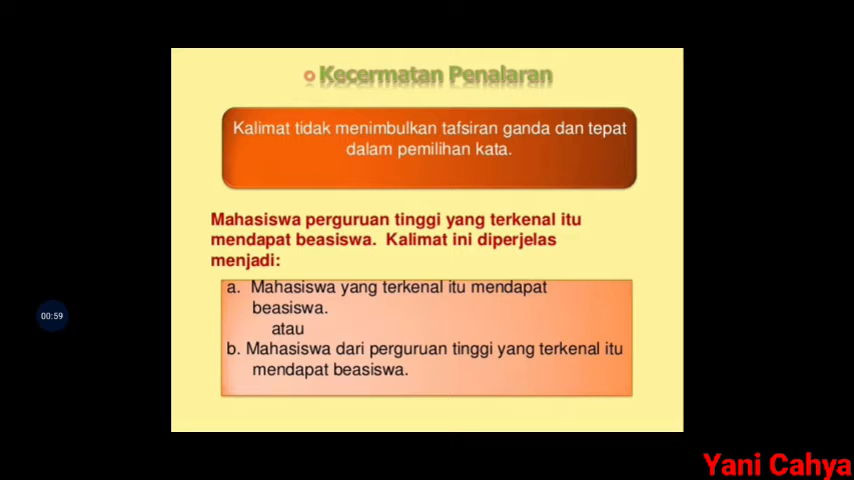 Kecermatan Penalaran
Kalimat tidak menimbulkan tafsiran ganda dan tepat
dalam pemilihan kata.
Mahasiswa perguruan tinggi yang terkenal itu
mendapat beasiswa. Kalimat ini diperjelas
menjadi:
a. Mahasiswa yang terkenal itu mendapat
beasiswa.
atau
b. Mahasiswa dari perguruan tinggi yang terkenal itu
mendapat beasiswa.
00:59
Yani Cahya